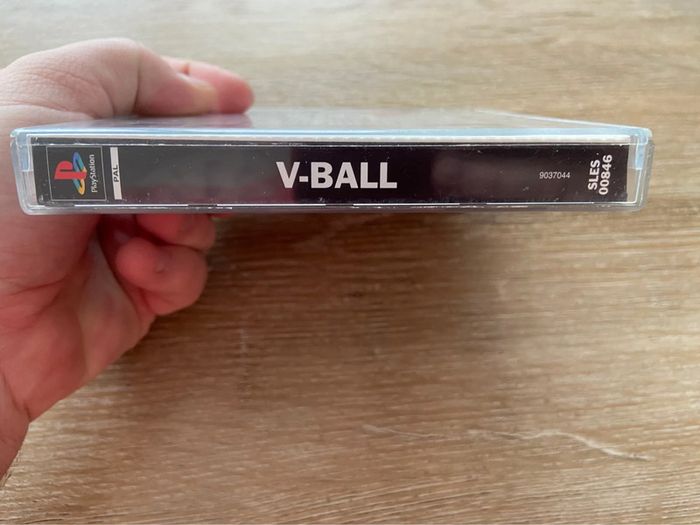 PlayStation
PAL
V-BALL
9037044
SLES
00846